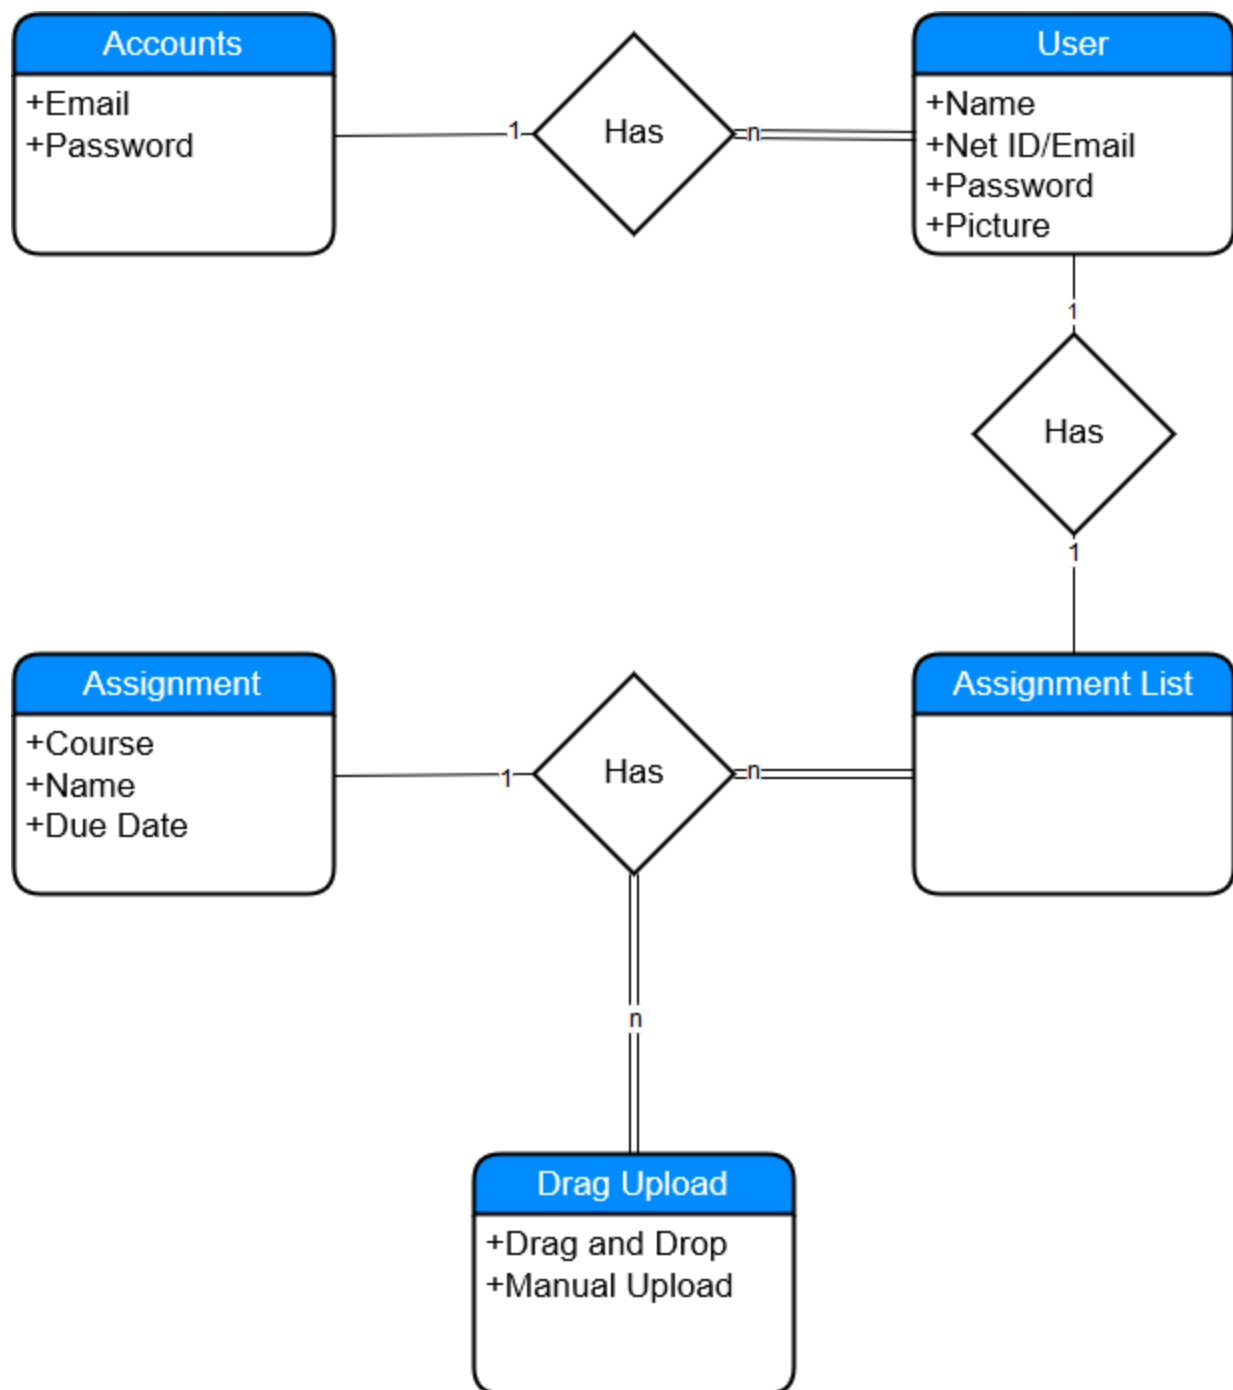 Accounts
+Email
+Password
1
Has
n
User
+Name
+Net ID/Email
+Password
+Picture
1
Has
1
Assignment
+Course
+Name
+Due Date
1
Has
n
Assignment List
n
Drag Upload
+Drag and Drop
+Manual Upload